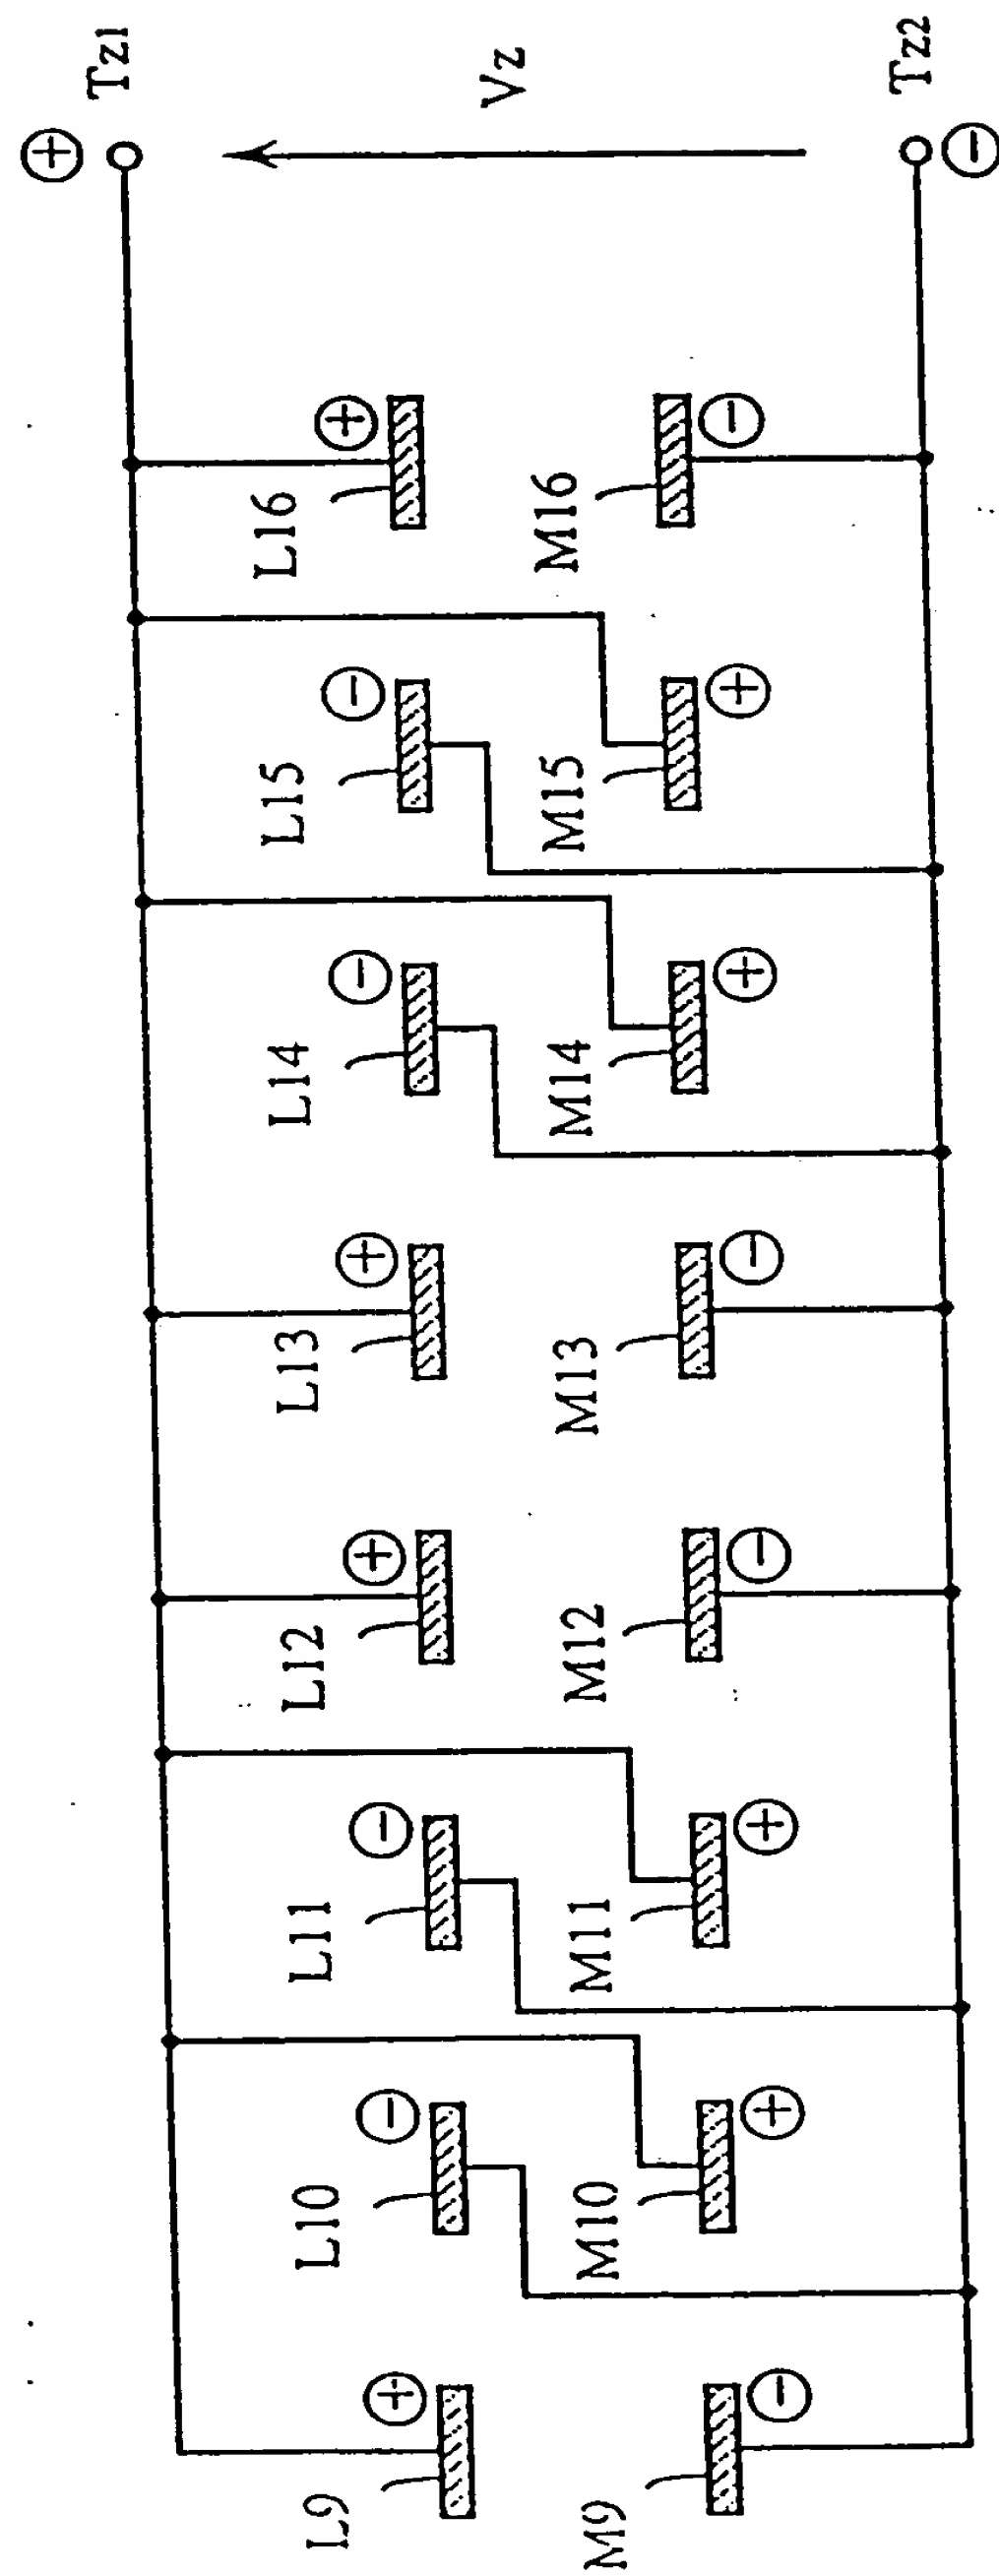 ⊕ Tz1
Vz
Tz2 ⊖
⊕ L16
M16 ⊖
⊖ L15
M15 ⊕
⊖ L14
M14 ⊕
⊕ L13
M13 ⊖
⊕ L12
M12 ⊖
⊖ L11
M11 ⊕
⊖ L10
M10 ⊕
⊕ L9
M9 ⊖